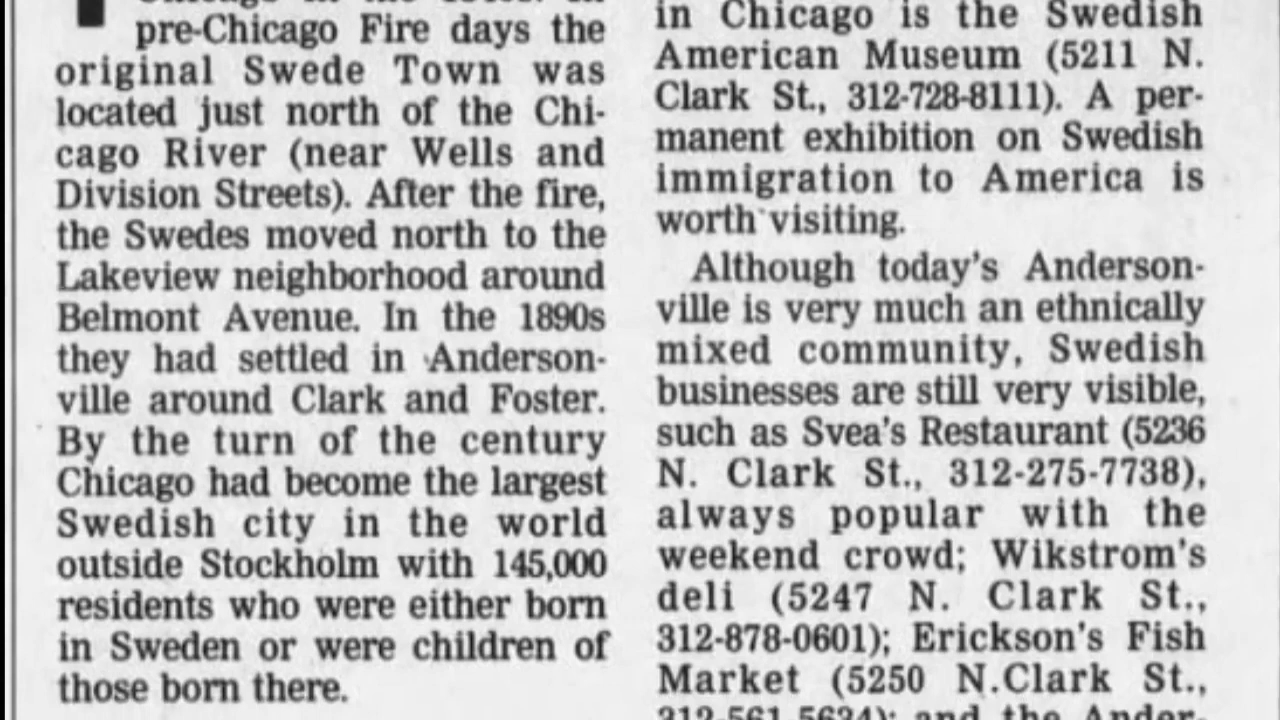 pre-Chicago Fire days the
original Swede Town was
located just north of the Chi-
cago River (near Wells and
Division Streets). After the fire,
the Swedes moved north to the
Lakeview neighborhood around
Belmont Avenue. In the 1890s
they had settled in Anderson-
ville around Clark and Foster.
By the turn of the century
Chicago had become the largest
Swedish city in the world
outside Stockholm with 145,000
residents who were either born
in Sweden or were children of
those born there.
in Chicago is the Swedish
American Museum (5211 N.
Clark St., 312-728-8111). A per-
manent exhibition on Swedish
immigration to America is
worth visiting.
Although today's Anderson-
ville is very much an ethnically
mixed community, Swedish
businesses are still very visible,
such as Svea's Restaurant (5236
N. Clark St., 312-275-7738),
always popular with the
weekend crowd; Wikstrom's
deli (5247 N. Clark St.,
312-878-0601); Erickson's Fish
Market (5250 N.Clark St.,
312-561-5634); and the Ander-